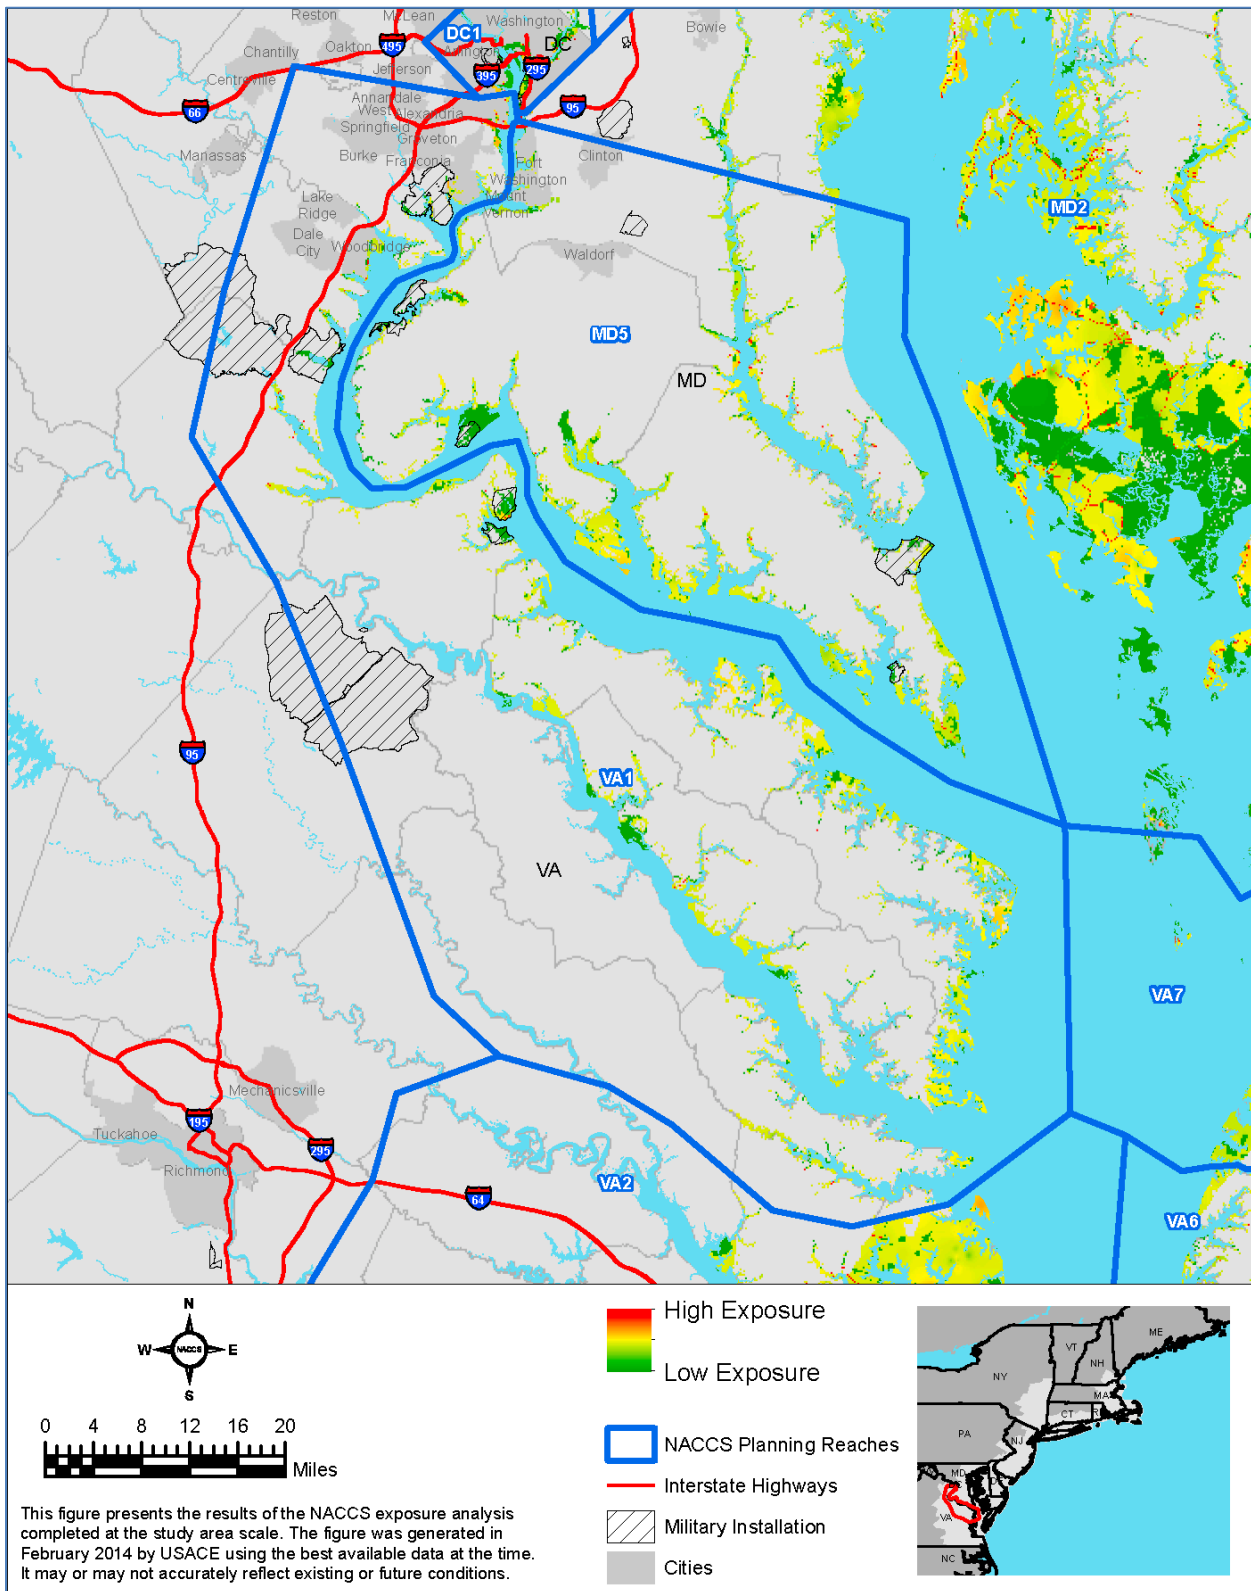 Reston
McLean
Washington
Bowie
DC1
DC
Oakton
495
Arlington
Chantilly
Jefferson
395
295
Centreville
66
Annandale
95
West
Alexandria
Springfield
Groveton
Manassas
Burke
Franconia
Fort
Washington
Clinton
Mount
Vernon
Lake
Ridge
Dale
City
Woodbridge
Waldorf
MD2
MD5
MD
95
VA1
VA
VA7
Mechanicsville
195
Tuckahoe
295
Richmond
VA2
64
VA6
N
W
NACCS
E
S
0 4 8 12 16 20
Miles
This figure presents the results of the NACCS exposure analysis
completed at the study area scale. The figure was generated in
February 2014 by USACE using the best available data at the time.
It may or may not accurately reflect existing or future conditions.
High Exposure
Low Exposure
NACCS Planning Reaches
Interstate Highways
Military Installation
Cities
ME
VT
NH
NY
MA
CT
PA
NJ
MD
VA
NC